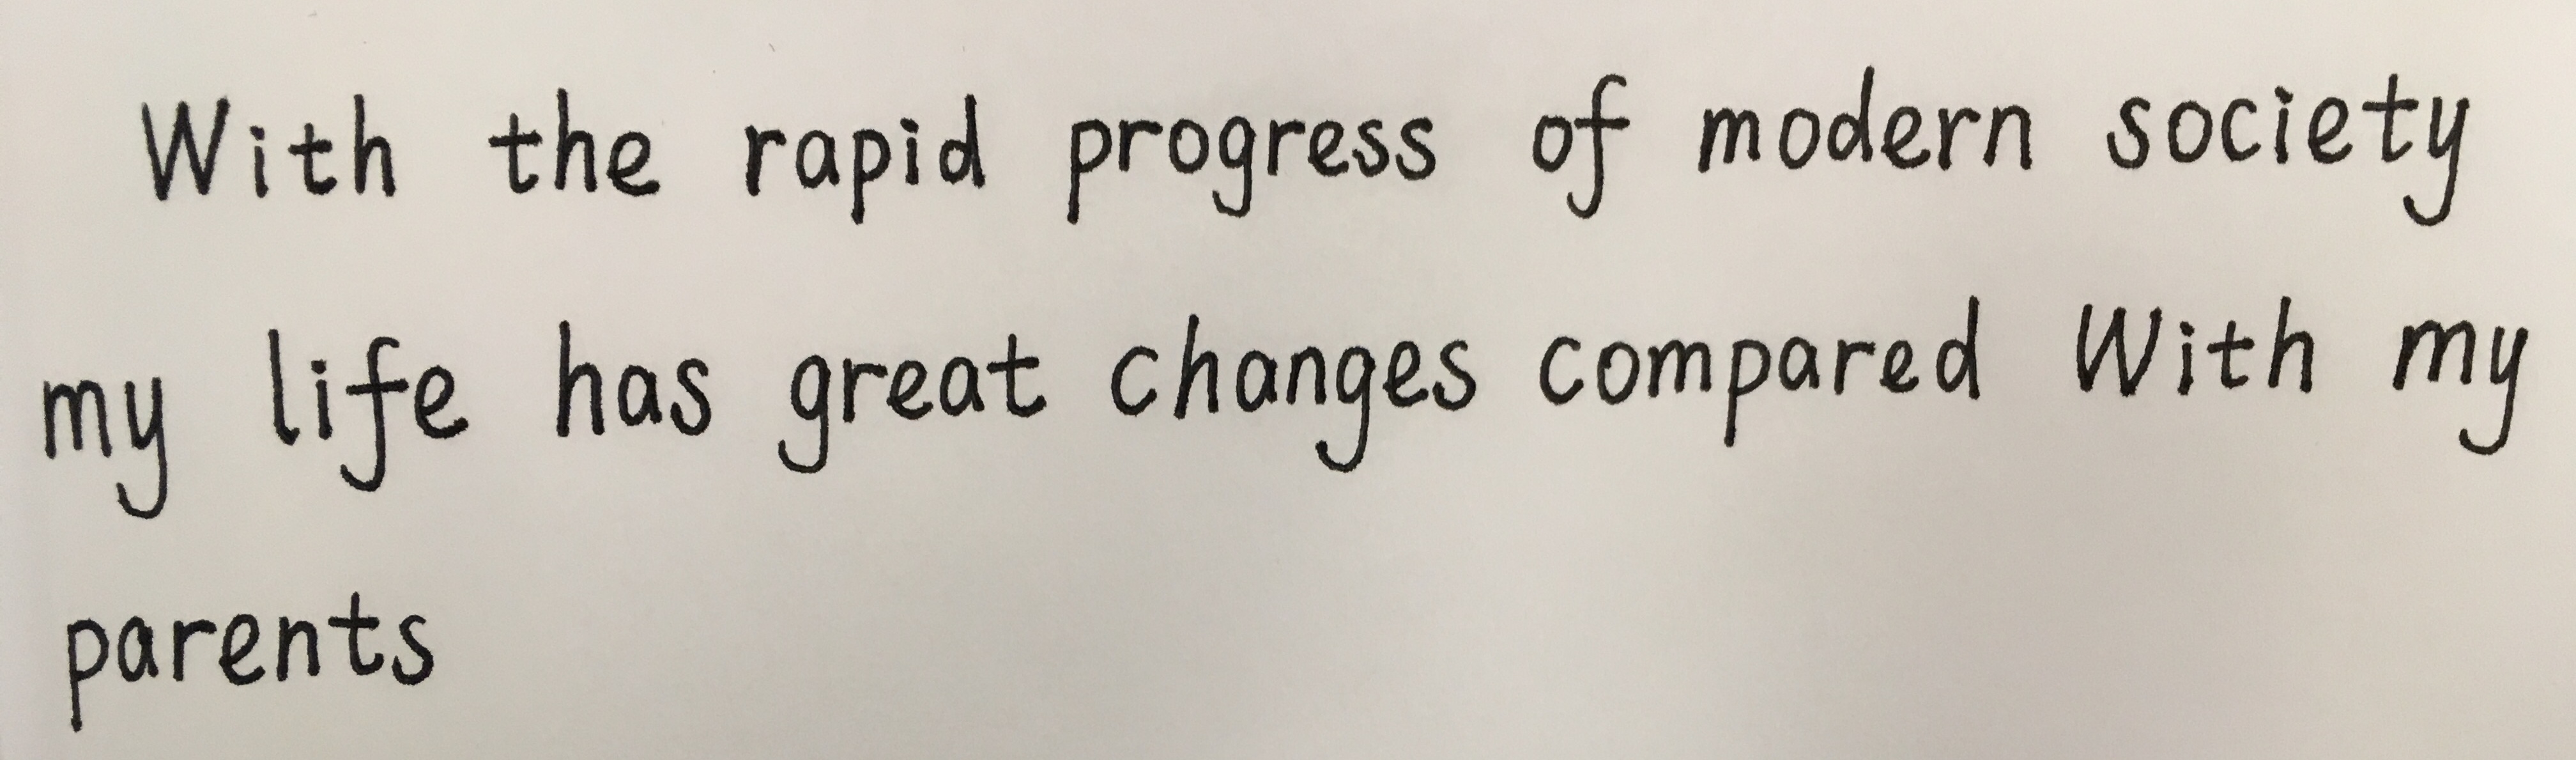 With the rapid progress of modern society
my life has great changes compared With my
parents